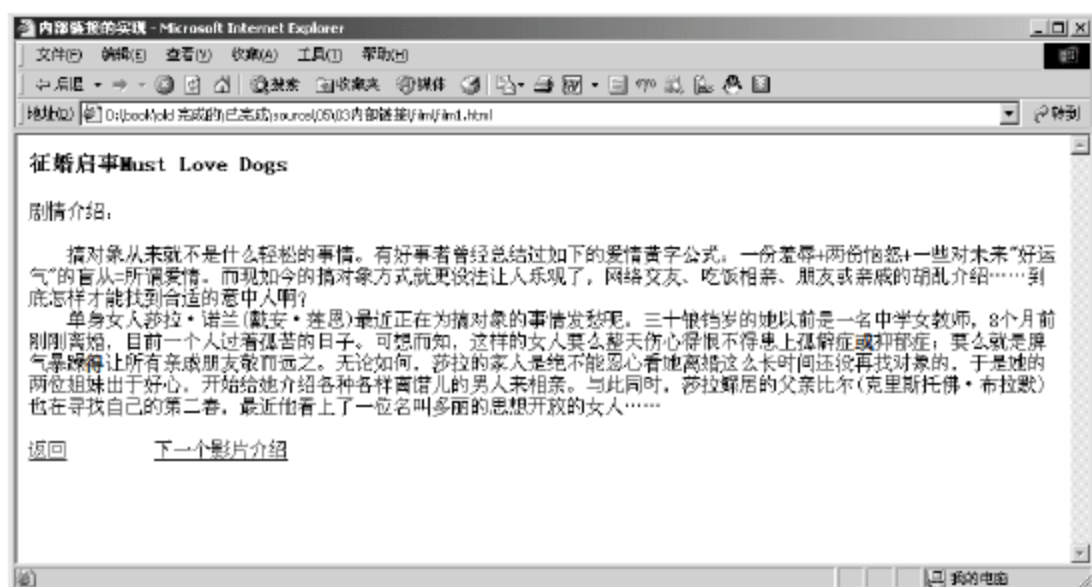 内部链接的实现 - Microsoft Internet Explorer
文件(F) 编辑(E) 查看(V) 收藏(A) 工具(T) 帮助(H)
后退 搜索 收藏夹 媒体
地址(D) D:\book\old 完成的\已完成\source\05\03内部链接\film\film1.html 转到
征婚启事Must Love Dogs
剧情介绍:
搞对象从来就不是什么轻松的事情。有好事者曾经总结过如下的爱情黄字公式。一份羞辱+两份恼怒+一些对未来“好运
气”的盲从=所谓爱情。而现如今的搞对象方式就更没法让人乐观了, 网络交友、吃饭相亲、朋友或亲戚的胡乱介绍……到
底怎样才能找到合适的意中人啊?
单身女人莎拉·诺兰(戴安·莲恩)最近正在为搞对象的事情发愁呢。三十锒铛岁的她以前是一名中学女教师, 8个月前
刚刚离婚, 目前一个人过着孤苦的日子。可想而知, 这样的女人要么整天伤心得恨不得患上孤僻症或抑郁症; 要么就是脾
气暴躁得让所有亲戚朋友敬而远之。无论如何, 莎拉的家人是绝不能忍心看她离婚这么长时间还没再找对象的, 于是她的
两位姐妹出于好心, 开始给她介绍各种各样离惜儿的男人来相亲。与此同时, 莎拉鳏居的父亲比尔(克里斯托佛·布拉默)
也在寻找自己的第二春, 最近他看上了一位名叫多丽的思想开放的女人……
返回 下一个影片介绍
我的电脑